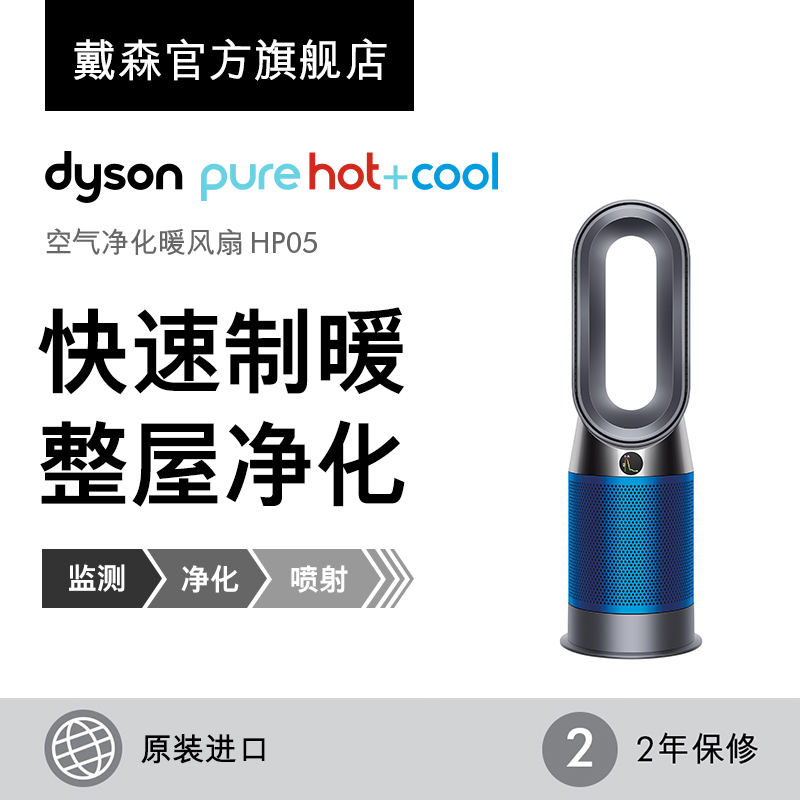 戴森官方旗舰店
dyson pure hot+cool
空气净化暖风扇 HP05
快速制暖
整屋净化
监测 净化 喷射
原装进口
2 2年保修